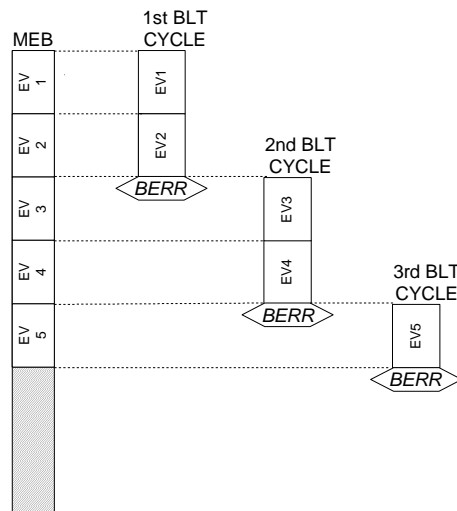 1st BLT
CYCLE
MEB
EV 1
EV1
EV 2
EV2
BERR
2nd BLT
CYCLE
EV 3
EV3
EV 4
EV4
BERR
3rd BLT
CYCLE
EV 5
EV5
BERR